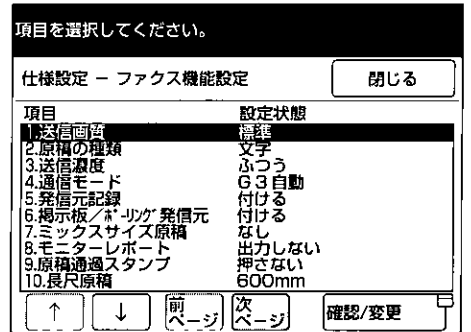 項目を選択してください。
仕様設定 － ファクス機能設定
閉じる
項目 設定状態
1.送信画質 標準
2.原稿の種類 文字
3.送信濃度 ふつう
4.通信モード G3自動
5.発信元記録 付ける
6.掲示板／ﾎﾟｰﾘﾝｸﾞ発信元 付ける
7.ミックスサイズ原稿 なし
8.モニターレポート 出力しない
9.原稿通過スタンプ 押さない
10.長尺原稿 600mm
↑ ↓ 前ページ 次ページ 確認/変更